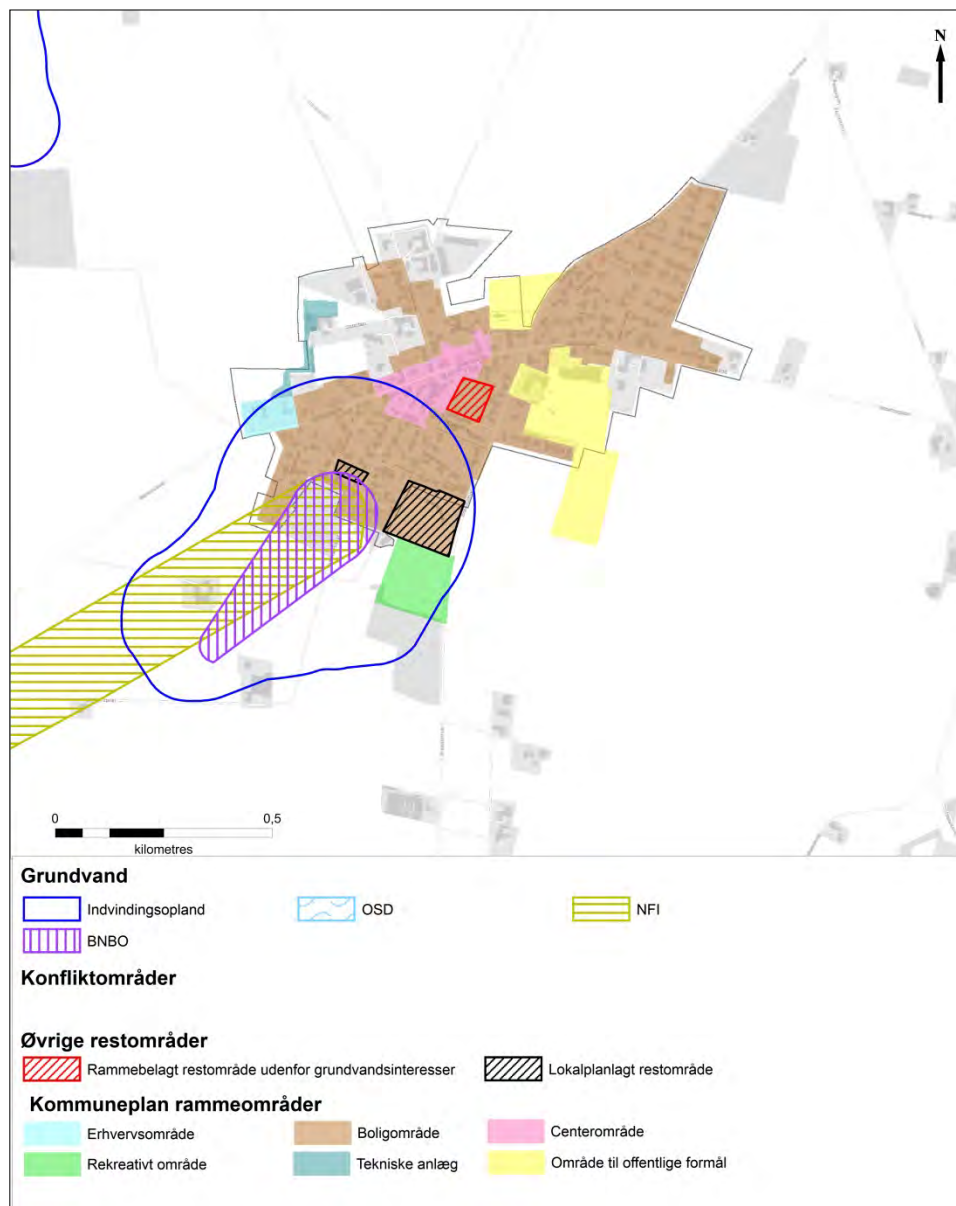 N
0 0,5
kilometres
Grundvand
Indvindingsopland OSD NFI
BNBO
Konfliktområder
Øvrige restområder
Rammebelagt restområde udenfor grundvandsinteresser Lokalplanlagt restområde
Kommuneplan rammeområder
Erhvervsområde Boligområde Centerområde
Rekreativt område Tekniske anlæg Område til offentlige formål